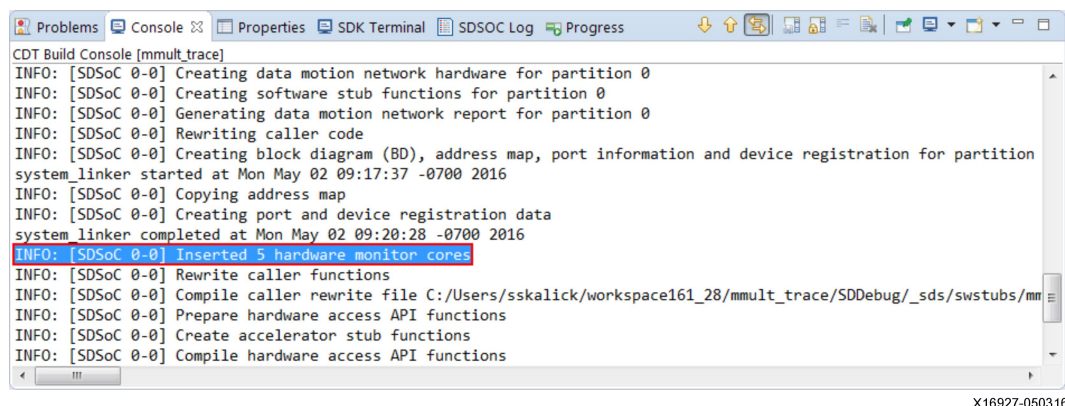 Problems Console Properties SDK Terminal SDSOC Log Progress
CDT Build Console [mmult_trace]
INFO: [SDSoC 0-0] Creating data motion network hardware for partition 0
INFO: [SDSoC 0-0] Creating software stub functions for partition 0
INFO: [SDSoC 0-0] Generating data motion network report for partition 0
INFO: [SDSoC 0-0] Rewriting caller code
INFO: [SDSoC 0-0] Creating block diagram (BD), address map, port information and device registration for partition
system_linker started at Mon May 02 09:17:37 -0700 2016
INFO: [SDSoC 0-0] Copying address map
INFO: [SDSoC 0-0] Creating port and device registration data
system_linker completed at Mon May 02 09:20:28 -0700 2016
INFO: [SDSoC 0-0] Inserted 5 hardware monitor cores
INFO: [SDSoC 0-0] Rewrite caller functions
INFO: [SDSoC 0-0] Compile caller rewrite file C:/Users/sskalick/workspace161_28/mmult_trace/SDDebug/_sds/swstubs/mm
INFO: [SDSoC 0-0] Prepare hardware access API functions
INFO: [SDSoC 0-0] Create accelerator stub functions
INFO: [SDSoC 0-0] Compile hardware access API functions
X16927-050316